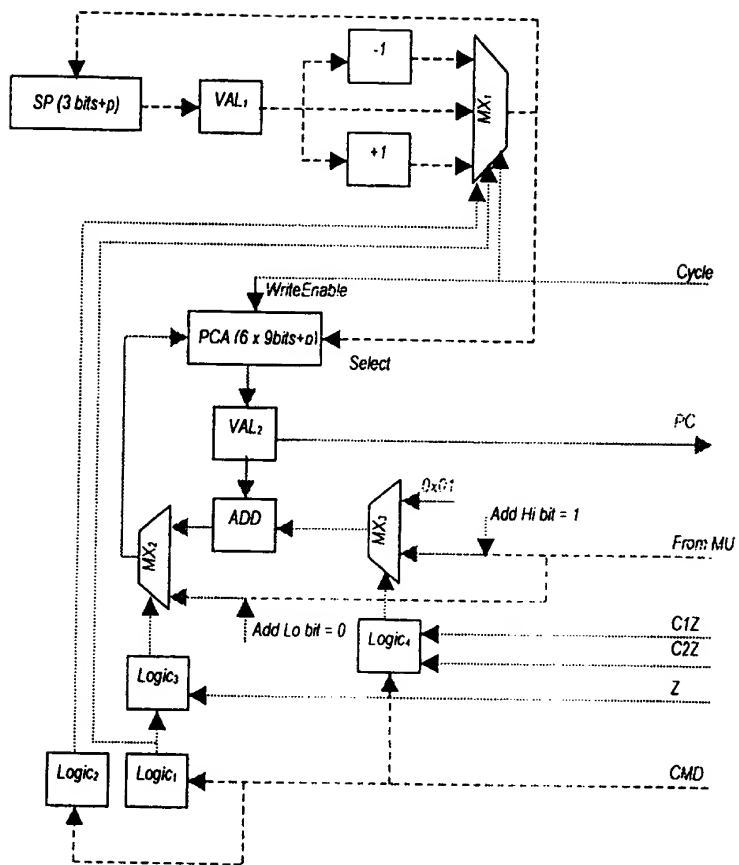 -1
SP (3 bits+p)
VAL₁
MX₁
+1
Cycle
WriteEnable
PCA (6 x 9bits+p)
Select
VAL₂
PC
0x01
ADD
MX₃
Add Hi bit = 1
MX₂
From MU
Add Lo bit = 0
Logic₄
C1Z
C2Z
Logic₃
Z
Logic₂
Logic₁
CMD